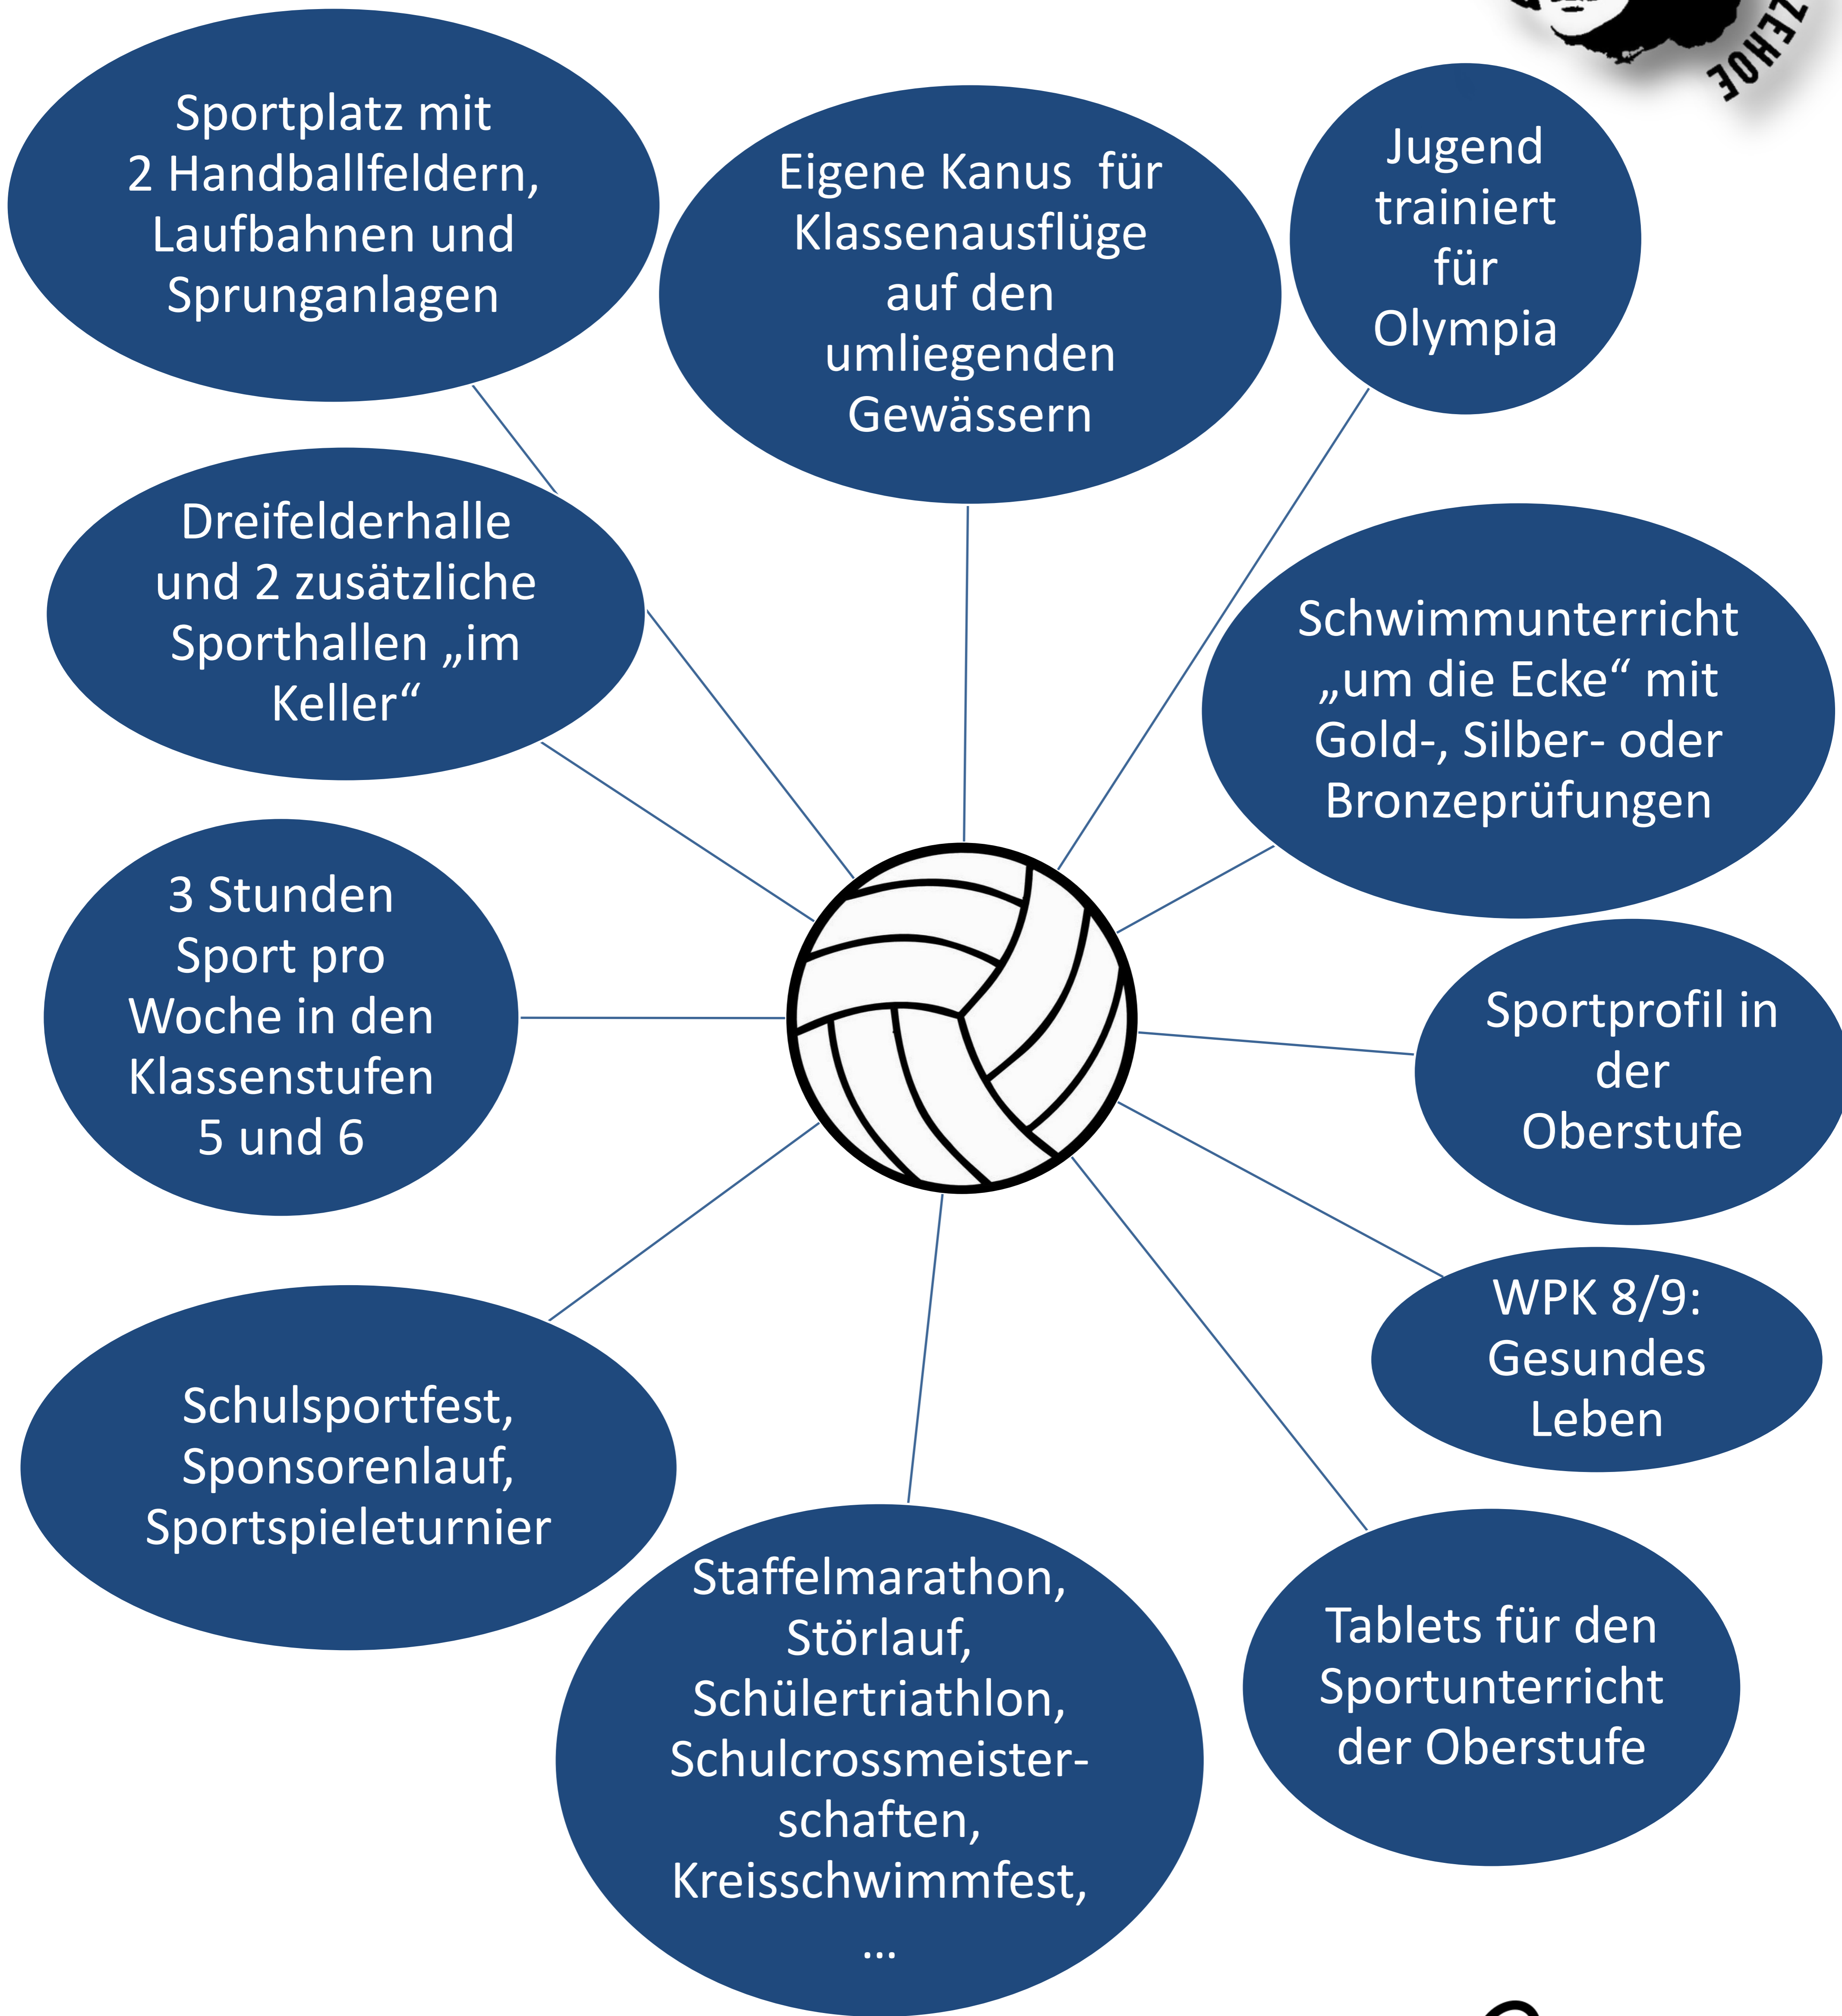 ZEHOE
Sportplatz mit
2 Handballfeldern,
Laufbahnen und
Sprunganlagen
Eigene Kanus für
Klassenausflüge
auf den
umliegenden
Gewässern
Jugend
trainiert
für
Olympia
Dreifelderhalle
und 2 zusätzliche
Sporthallen „im
Keller“
Schwimmunterricht
„um die Ecke“ mit
Gold-, Silber- oder
Bronzeprüfungen
3 Stunden
Sport pro
Woche in den
Klassenstufen
5 und 6
Sportprofil in
der
Oberstufe
WPK 8/9:
Gesundes
Leben
Schulsportfest,
Sponsorenlauf,
Sportspieleturnier
Staffelmarathon,
Störlauf,
Schülertriathlon,
Schulcrossmeister-
schaften,
Kreisschwimmfest,
...
Tablets für den
Sportunterricht
der Oberstufe